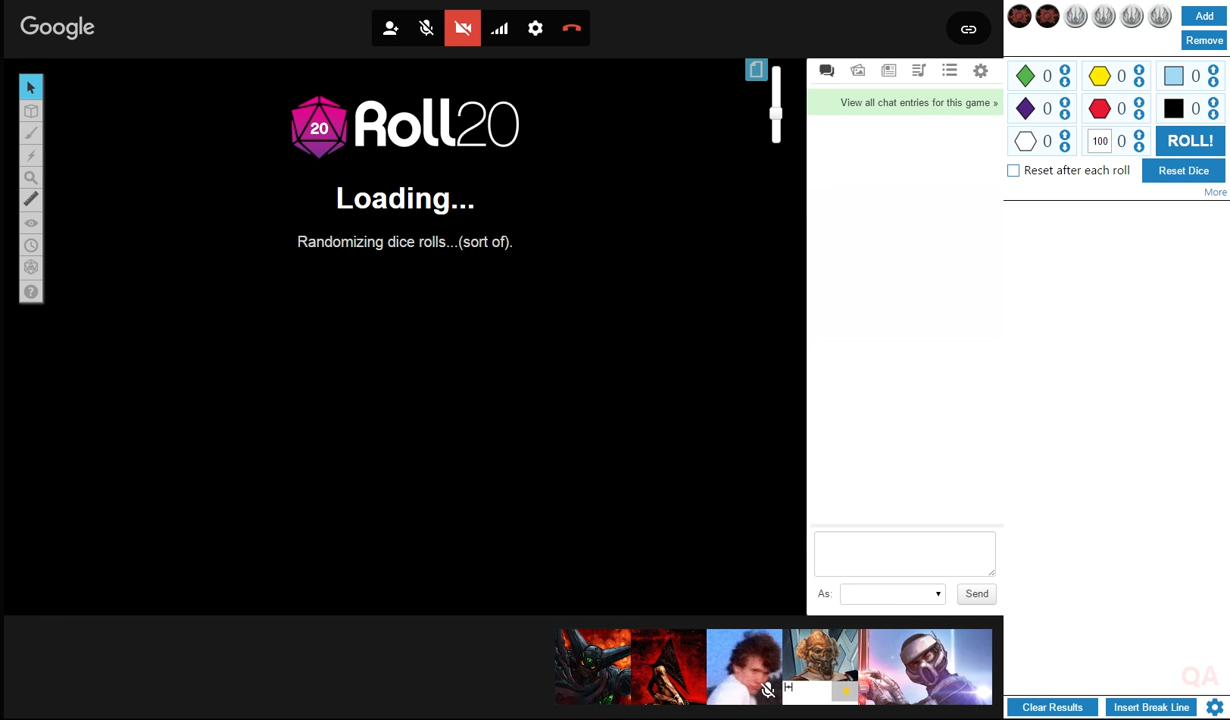 Google
Add
Remove
20
Roll20
View all chat entries for this game »
0
0
0
Loading...
0
0
0
0
100
0
ROLL!
Reset after each roll
Reset Dice
More
Randomizing dice rolls...(sort of).
As:
Send
QA
Clear Results
Insert Break Line